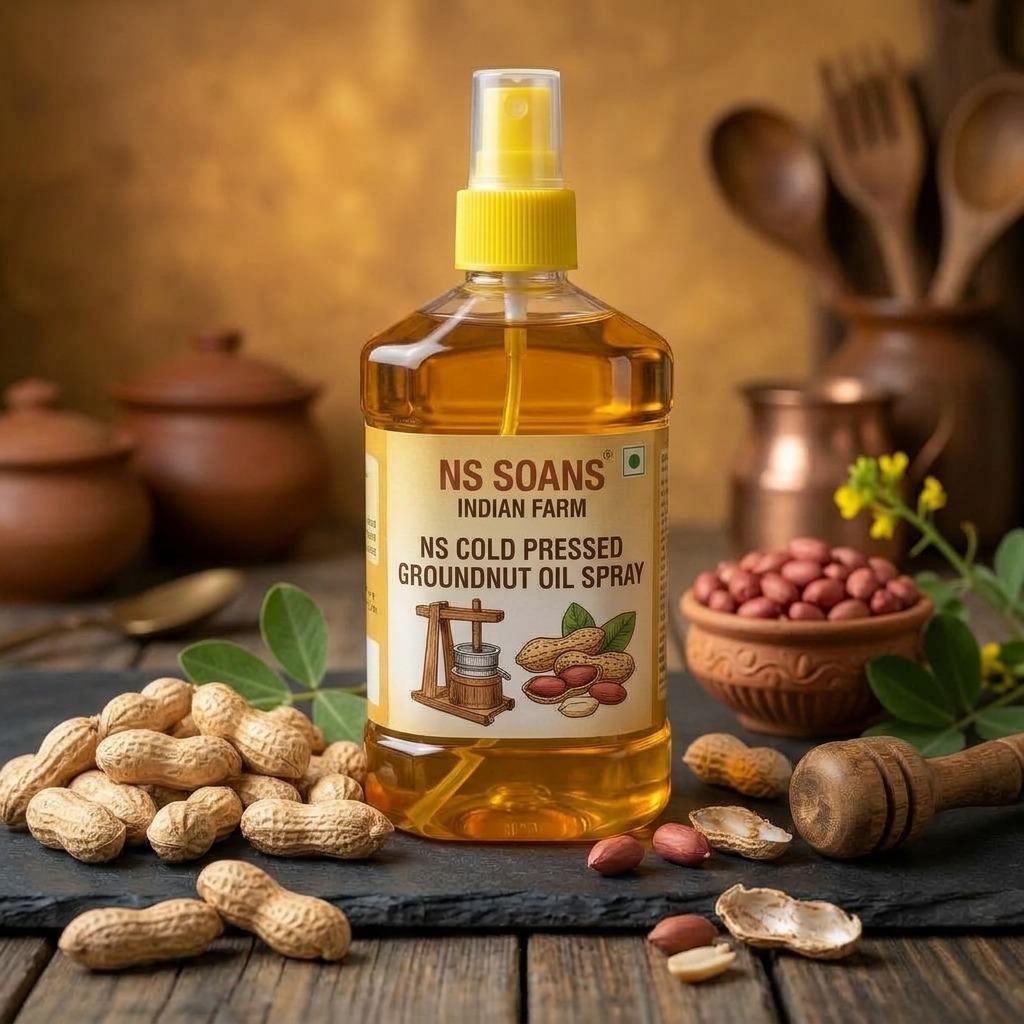 NS SOANS®
INDIAN FARM
NS COLD PRESSED
GROUNDNUT OIL SPRAY